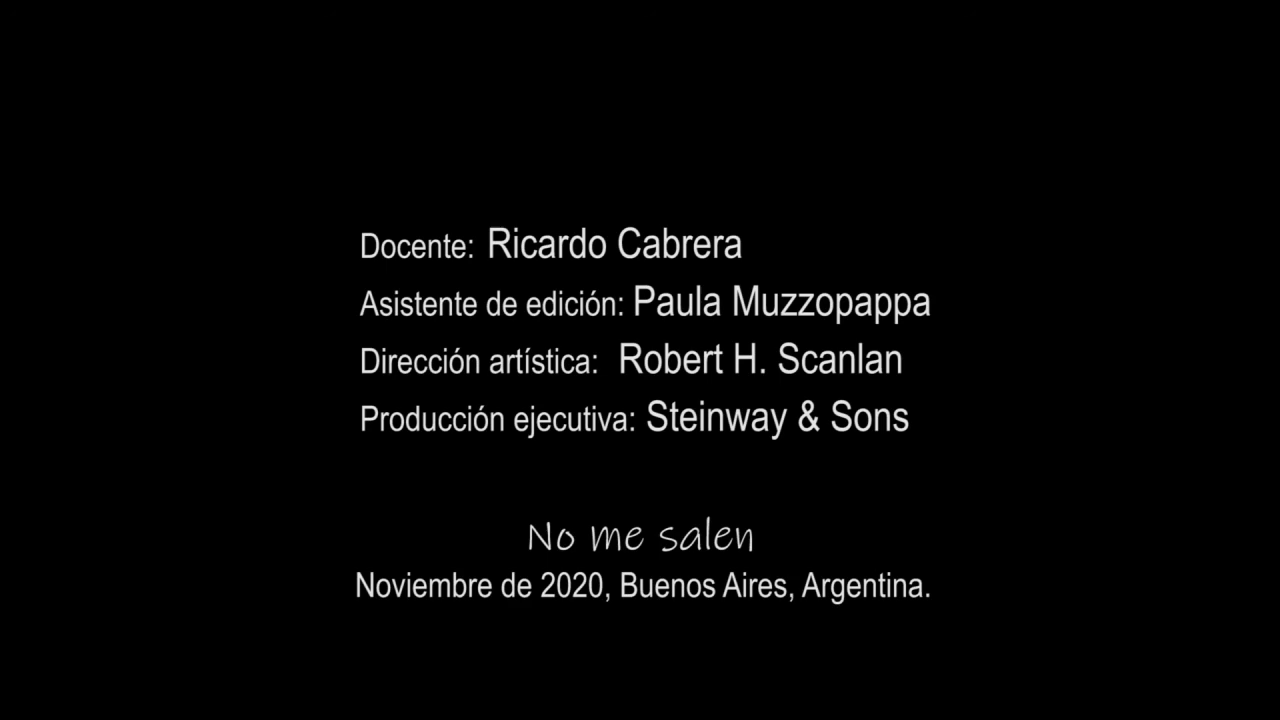 Docente: Ricardo Cabrera
Asistente de edición: Paula Muzzopappa
Dirección artística: Robert H. Scanlan
Producción ejecutiva: Steinway & Sons
No me salen
Noviembre de 2020, Buenos Aires, Argentina.